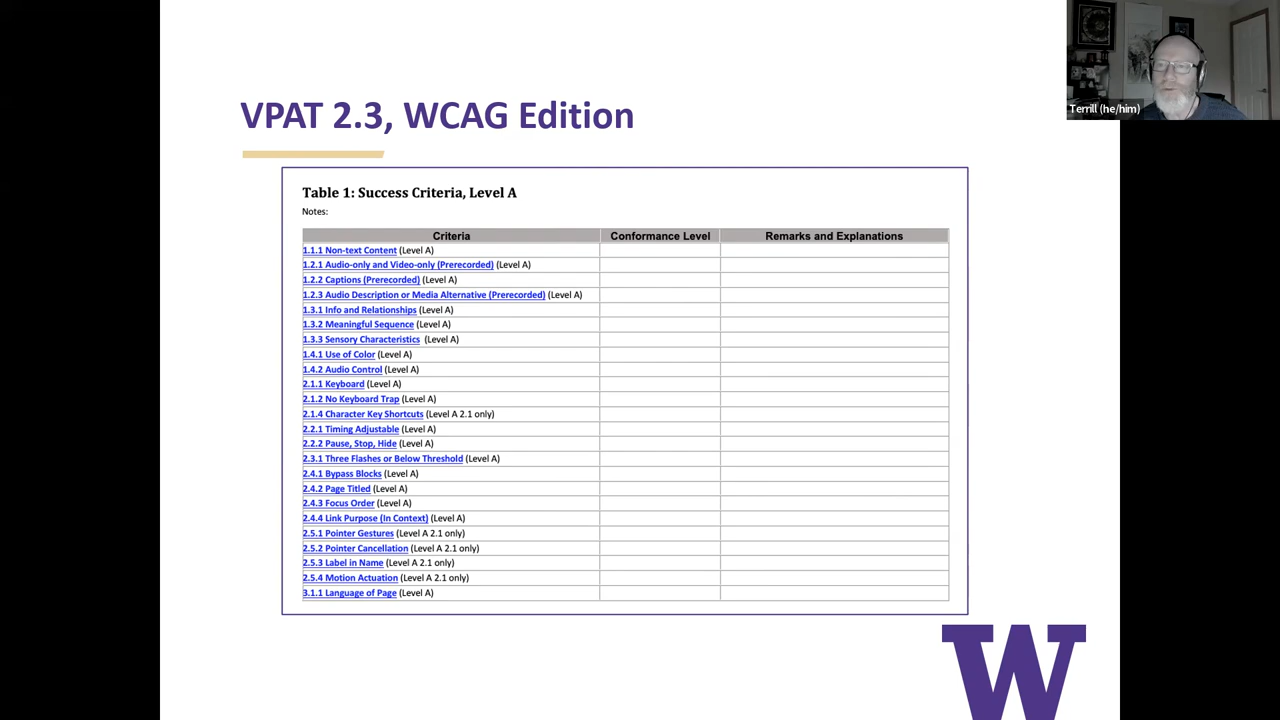 VPAT 2.3, WCAG Edition
Terrill (he/him)
Table 1: Success Criteria, Level A
Notes:
Criteria Conformance Level Remarks and Explanations
1.1.1 Non-text Content (Level A)
1.2.1 Audio-only and Video-only (Prerecorded) (Level A)
1.2.2 Captions (Prerecorded) (Level A)
1.2.3 Audio Description or Media Alternative (Prerecorded) (Level A)
1.3.1 Info and Relationships (Level A)
1.3.2 Meaningful Sequence (Level A)
1.3.3 Sensory Characteristics (Level A)
1.4.1 Use of Color (Level A)
1.4.2 Audio Control (Level A)
2.1.1 Keyboard (Level A)
2.1.2 No Keyboard Trap (Level A)
2.1.4 Character Key Shortcuts (Level A 2.1 only)
2.2.1 Timing Adjustable (Level A)
2.2.2 Pause, Stop, Hide (Level A)
2.3.1 Three Flashes or Below Threshold (Level A)
2.4.1 Bypass Blocks (Level A)
2.4.2 Page Titled (Level A)
2.4.3 Focus Order (Level A)
2.4.4 Link Purpose (In Context) (Level A)
2.5.1 Pointer Gestures (Level A 2.1 only)
2.5.2 Pointer Cancellation (Level A 2.1 only)
2.5.3 Label in Name (Level A 2.1 only)
2.5.4 Motion Actuation (Level A 2.1 only)
3.1.1 Language of Page (Level A)
W